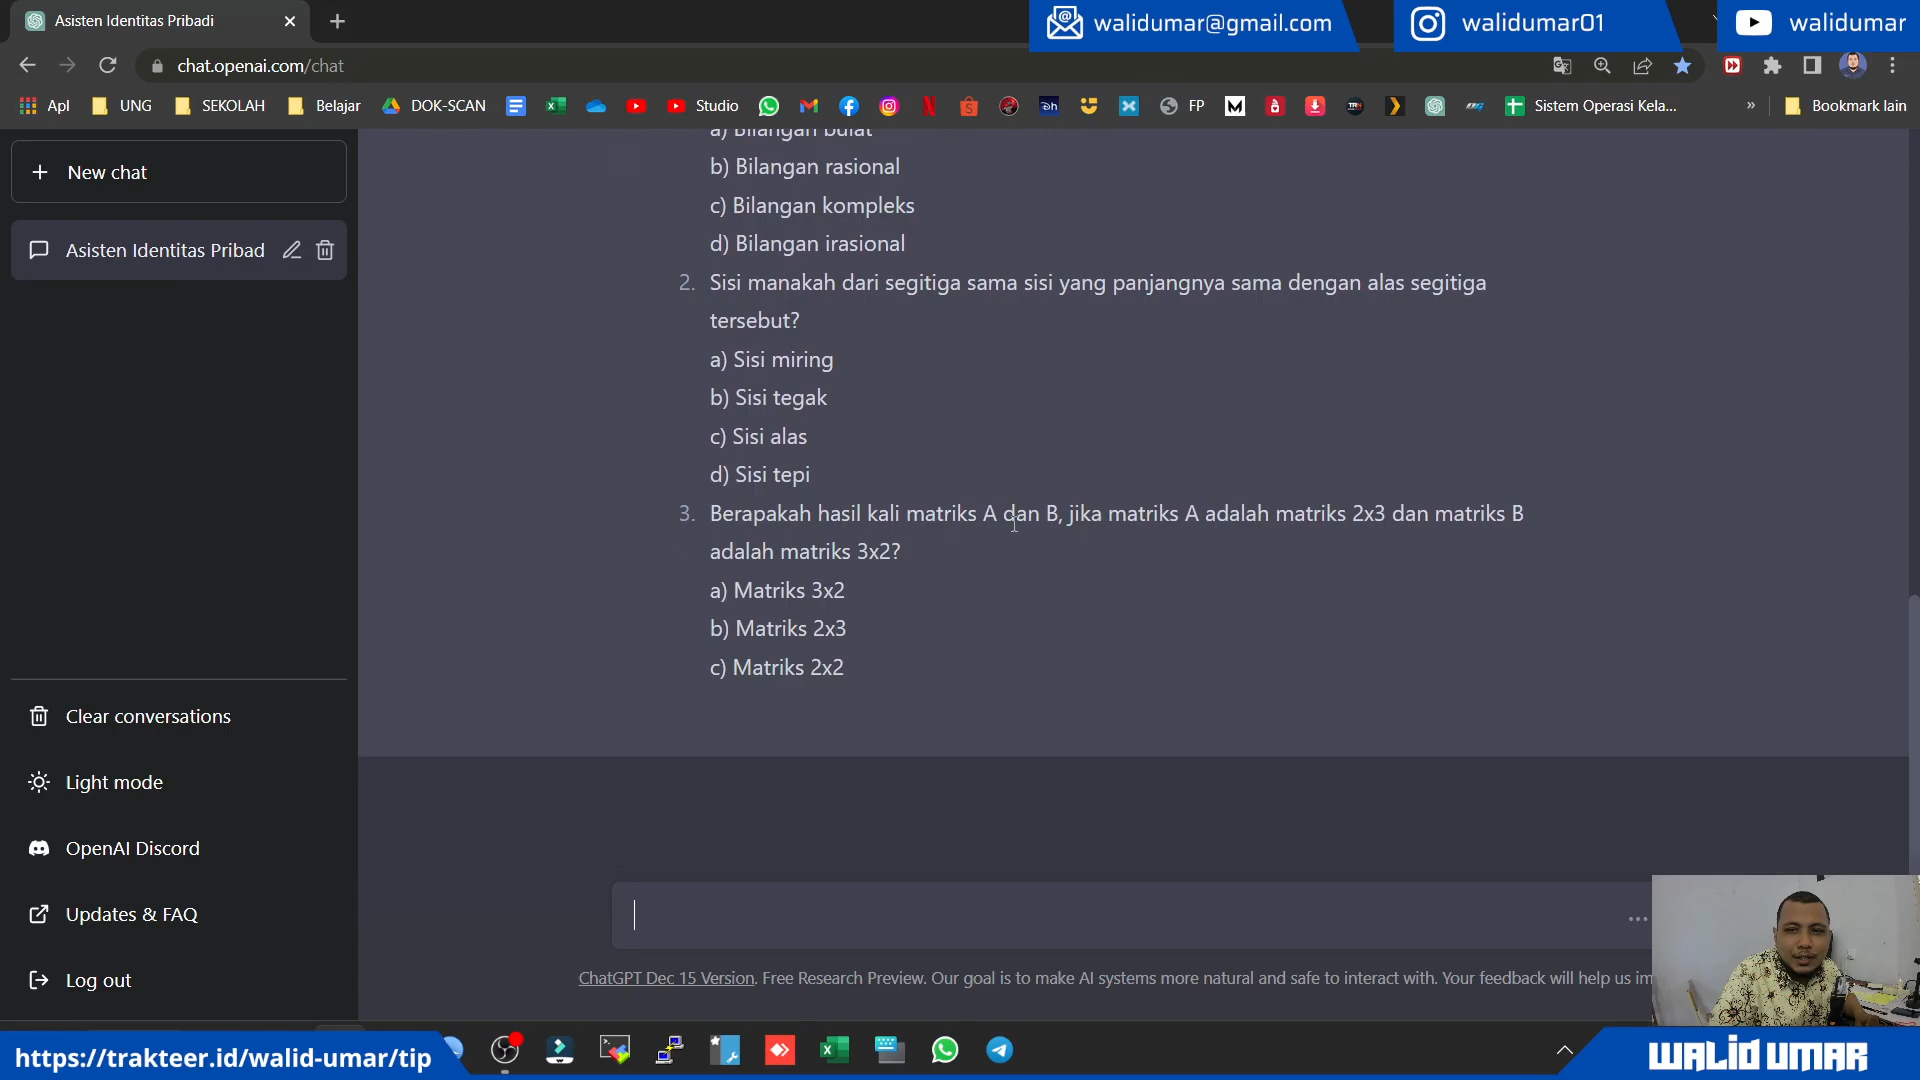 Asisten Identitas Pribadi
walidumar@gmail.com
walidumar01
walidumar
chat.openai.com/chat
Apl
UNG
SEKOLAH
Belajar
DOK-SCAN
Studio
FP
Sistem Operasi Kela...
»
Bookmark lain
New chat
Asisten Identitas Pribad
Clear conversations
Light mode
OpenAI Discord
Updates & FAQ
Log out
a) Bilangan bulat
b) Bilangan rasional
c) Bilangan kompleks
d) Bilangan irasional
2. Sisi manakah dari segitiga sama sisi yang panjangnya sama dengan alas segitiga
tersebut?
a) Sisi miring
b) Sisi tegak
c) Sisi alas
d) Sisi tepi
3. Berapakah hasil kali matriks A dan B, jika matriks A adalah matriks 2x3 dan matriks B
adalah matriks 3x2?
a) Matriks 3x2
b) Matriks 2x3
c) Matriks 2x2
ChatGPT Dec 15 Version. Free Research Preview. Our goal is to make AI systems more natural and safe to interact with. Your feedback will help us im
https://trakteer.id/walid-umar/tip
WALID UMAR